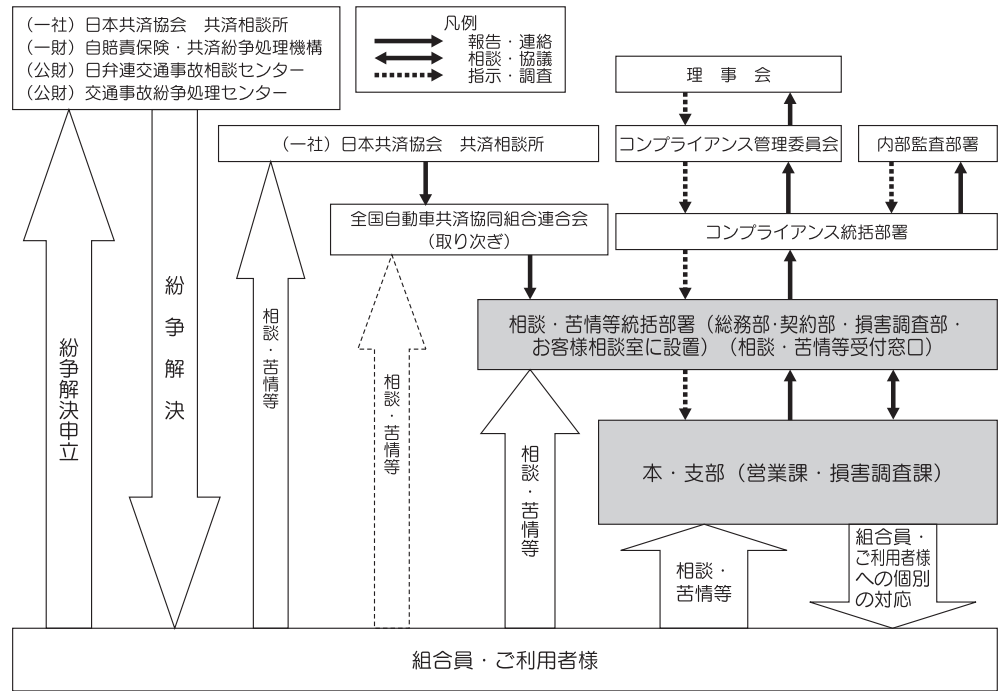 (一社)日本共済協会 共済相談所
(一財)自賠責保険・共済紛争処理機構
(公財)日弁連交通事故相談センター
(公財)交通事故紛争処理センター
凡例
報告・連絡
相談・協議
指示・調査
理 事 会
(一社)日本共済協会 共済相談所
コンプライアンス管理委員会
内部監査部署
全国自動車共済協同組合連合会
(取り次ぎ)
コンプライアンス統括部署
相談・苦情等統括部署(総務部・契約部・損害調査部・
お客様相談室に設置)(相談・苦情等受付窓口)
本・支部(営業課・損害調査課)
紛争解決申立
紛争解決
相談・苦情等
相談・苦情等
相談・苦情等
相談・
苦情等
組合員・
ご利用者様
への個別
の対応
組合員・ご利用者様